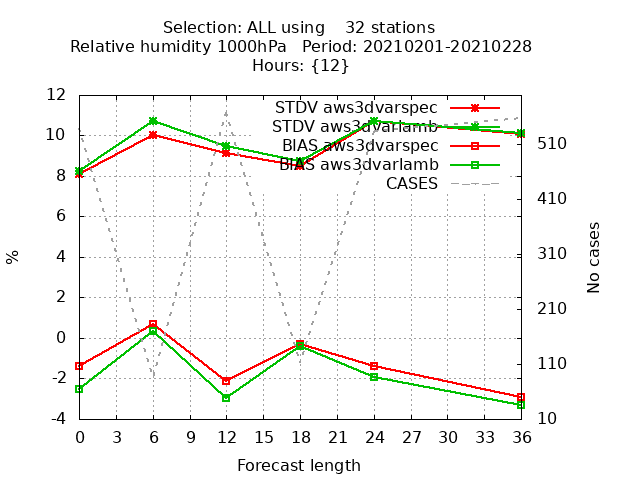 Selection: ALL using 32 stations
Relative humidity 1000hPa Period: 20210201-20210228
Hours: {12}
STDV aws3dvarspec
STDV aws3dvarlamb
BIAS aws3dvarspec
BIAS aws3dvarlamb
CASES
12
10
8
6
4
2
0
-2
-4
%
510
410
310
210
110
10
No cases
0 3 6 9 12 15 18 21 24 27 30 33 36
Forecast length